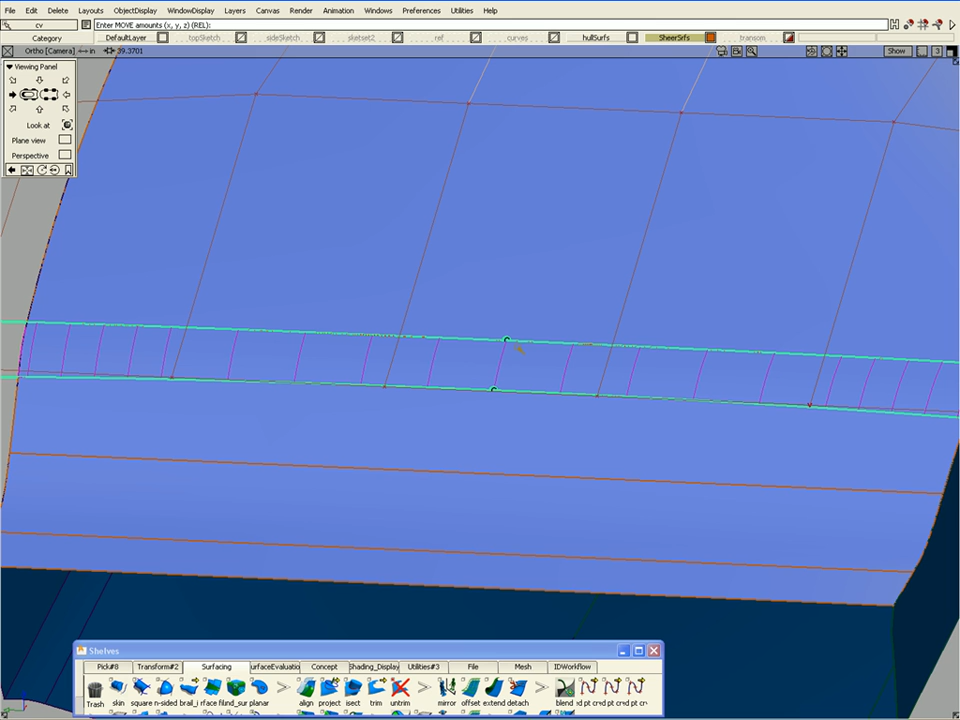 File Edit Delete Layouts ObjectDisplay WindowDisplay Layers Canvas Render Animation Windows Preferences Utilities Help
cv Enter MOVE amounts (x, y, z) (REL):
Category DefaultLayer topSketch sideSketch sketset2 ref curves hullSurfs SheerSrfs transom
Ortho [Camera] in 39.3701 Show 3
Viewing Panel
Look at
Plane view
Perspective
Shelves
Pick#8 Transform#2 Surfacing urfaceEvaluatio Concept Shading_Display Utilities#3 File Mesh IDWorkflow
Trash skin square n-sided planar align project isect trim untrim mirror offset extend detach blend